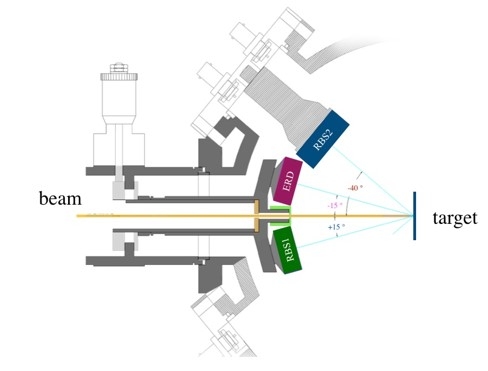 RBS2
ERD
-40 °
beam
-15 °
target
+15 °
RBS1